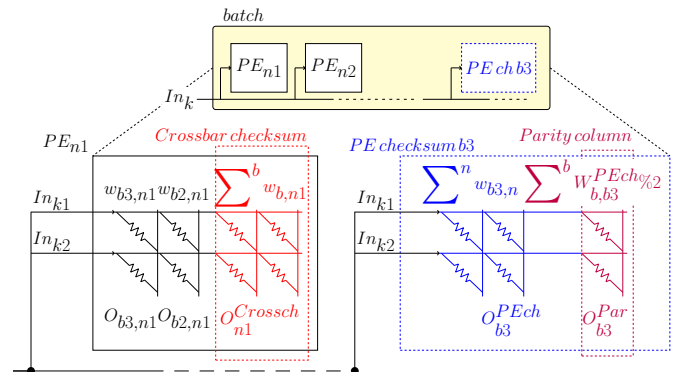 batch
PE_{n1} PE_{n2} PE ch b3
In_k
Crossbar checksum Parity column
PE_{n1} PE checksum b3
w_{b3,n1} w_{b2,n1} ∑^b w_{b,n1} ∑^n w_{b3,n} ∑^b W^{PEch}_{b,b3}%2
In_{k1} In_{k1}
In_{k2} In_{k2}
O_{b3,n1} O_{b2,n1} O^{Crossch}_{n1} O^{PEch}_{b3} O^{Par}_{b3}